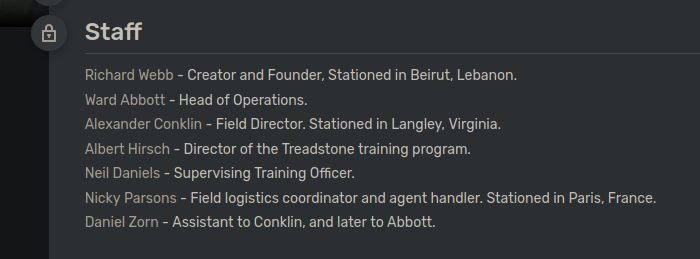 Staff
Richard Webb - Creator and Founder, Stationed in Beirut, Lebanon.
Ward Abbott - Head of Operations.
Alexander Conklin - Field Director. Stationed in Langley, Virginia.
Albert Hirsch - Director of the Treadstone training program.
Neil Daniels - Supervising Training Officer.
Nicky Parsons - Field logistics coordinator and agent handler. Stationed in Paris, France.
Daniel Zorn - Assistant to Conklin, and later to Abbott.